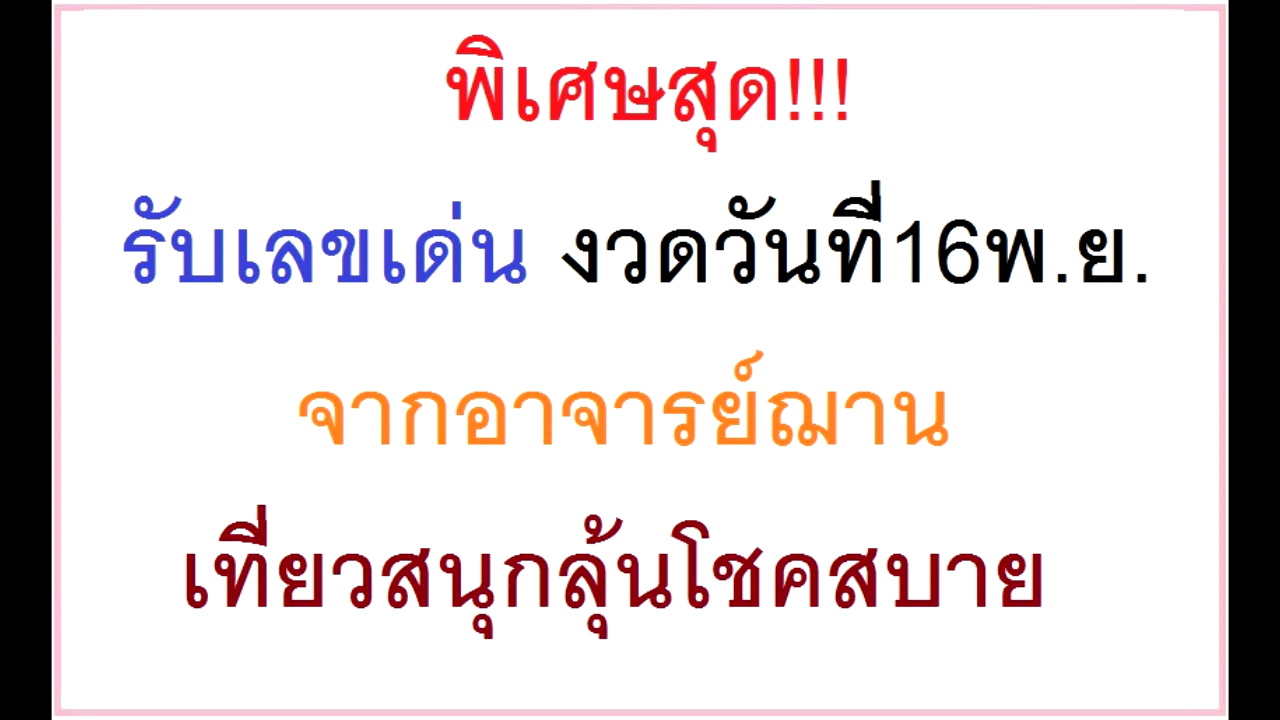 พิเศษสุด!!!
รับเลขเด่น งวดวันที่16พ.ย.
จากอาจารย์ฌาน
เที่ยวสนุกลุ้นโชคสบาย